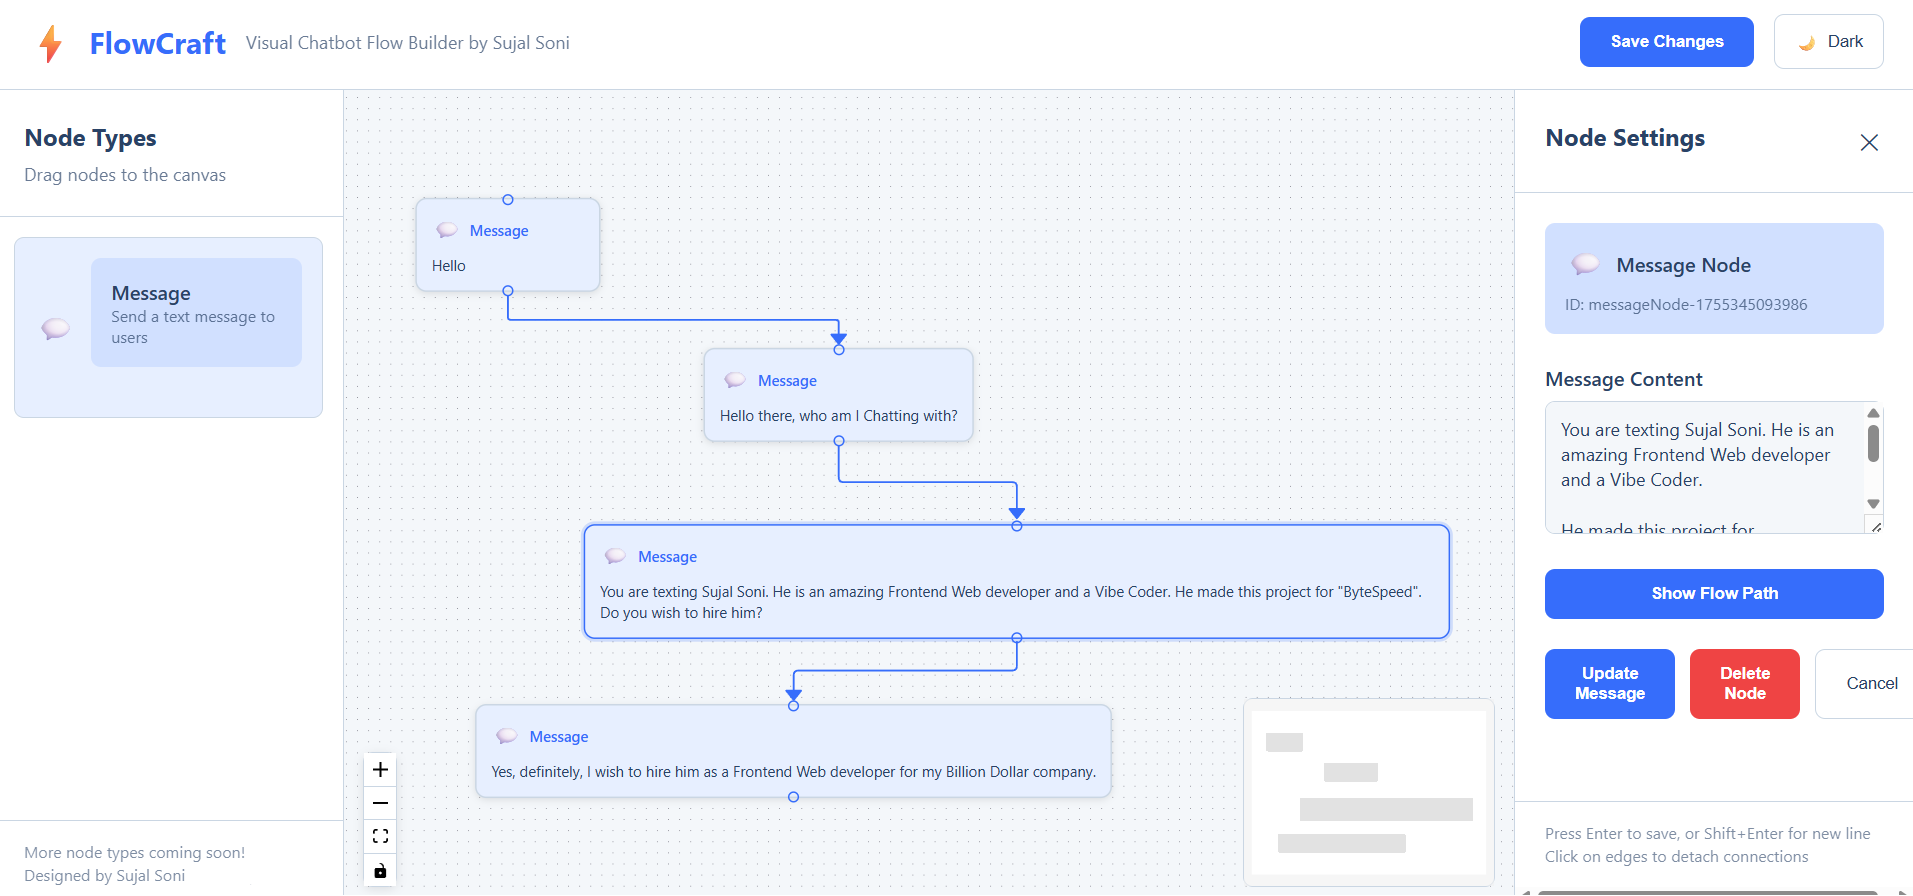 FlowCraft
Visual Chatbot Flow Builder by Sujal Soni
Save Changes
Dark
Node Types
Drag nodes to the canvas
Message
Send a text message to
users
More node types coming soon!
Designed by Sujal Soni
Message
Hello
Message
Hello there, who am I Chatting with?
Message
You are texting Sujal Soni. He is an amazing Frontend Web developer and a Vibe Coder. He made this project for "ByteSpeed".
Do you wish to hire him?
Message
Yes, definitely, I wish to hire him as a Frontend Web developer for my Billion Dollar company.
Node Settings
Message Node
ID: messageNode-1755345093986
Message Content
You are texting Sujal Soni. He is an
amazing Frontend Web developer
and a Vibe Coder.
He made this project for
Show Flow Path
Update
Message
Delete
Node
Cancel
Press Enter to save, or Shift+Enter for new line
Click on edges to detach connections